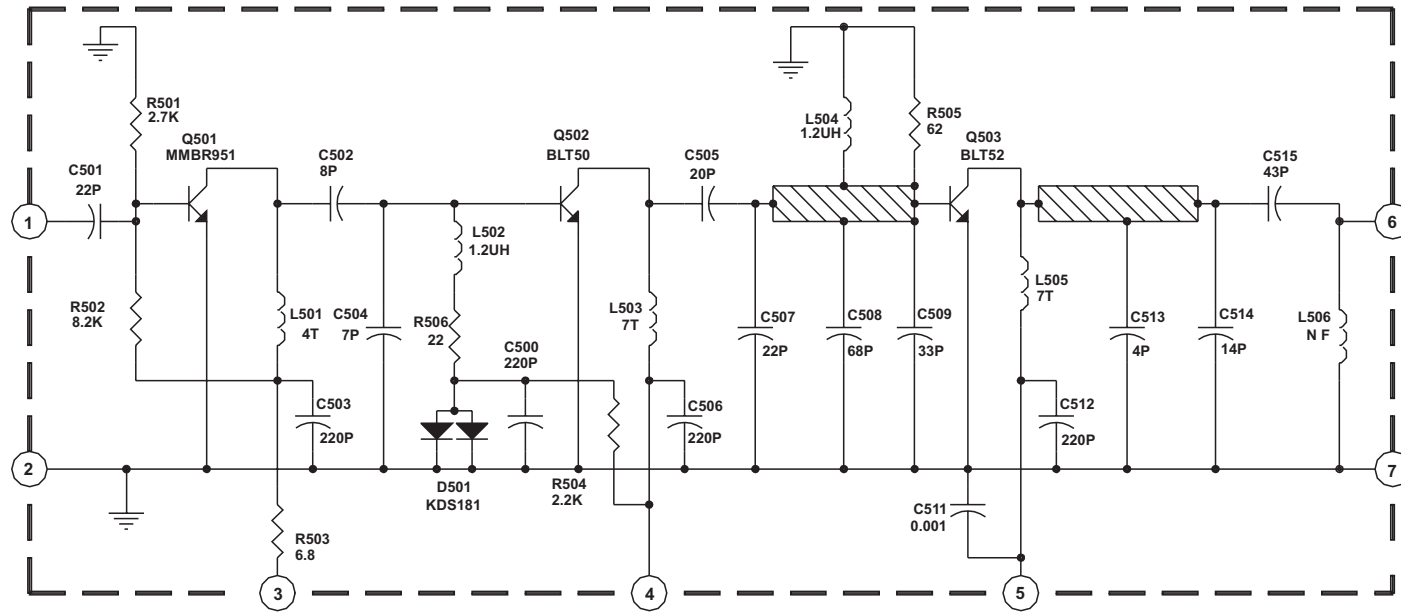 R501
2.7K
Q501
MMBR951
C501
22P
1
R502
8.2K
C502
8P
L501
4T
C503
220P
C504
7P
L502
1.2UH
R506
22
C500
220P
D501
KDS181
Q502
BLT50
R504
2.2K
L503
7T
C506
220P
C505
20P
L504
1.2UH
R505
62
C507
22P
C508
68P
C509
33P
Q503
BLT52
L505
7T
C512
220P
C511
0.001
C513
4P
C514
14P
C515
43P
L506
N F
6
2
7
R503
6.8
3
4
5